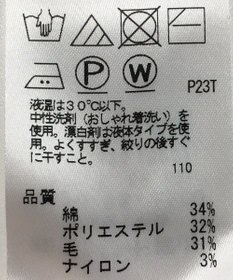 P W P23T
液温は30℃以下。
中性洗剤(おしゃれ着洗い)を
使用。漂白剤は液体タイプを使
用。よくすすぎ、絞りの後すぐ
に干すこと。
110
品質
綿 34%
ポリエステル 32%
毛 31%
ナイロン 3%